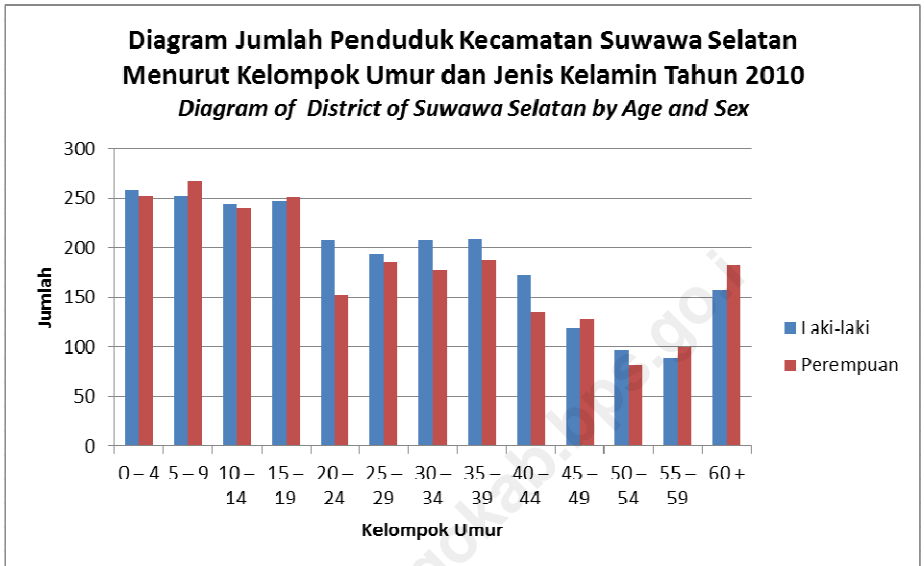 Diagram Jumlah Penduduk Kecamatan Suwawa Selatan
Menurut Kelompok Umur dan Jenis Kelamin Tahun 2010
Diagram of District of Suwawa Selatan by Age and Sex
300
250
200
150
100
50
0
Jumlah
0 – 4 5 – 9 10 – 14 15 – 19 20 – 24 25 – 29 30 – 34 35 – 39 40 – 44 45 – 49 50 – 54 55 – 59 60 +
Kelompok Umur
Laki-laki
Perempuan
gokab.bps.go.i